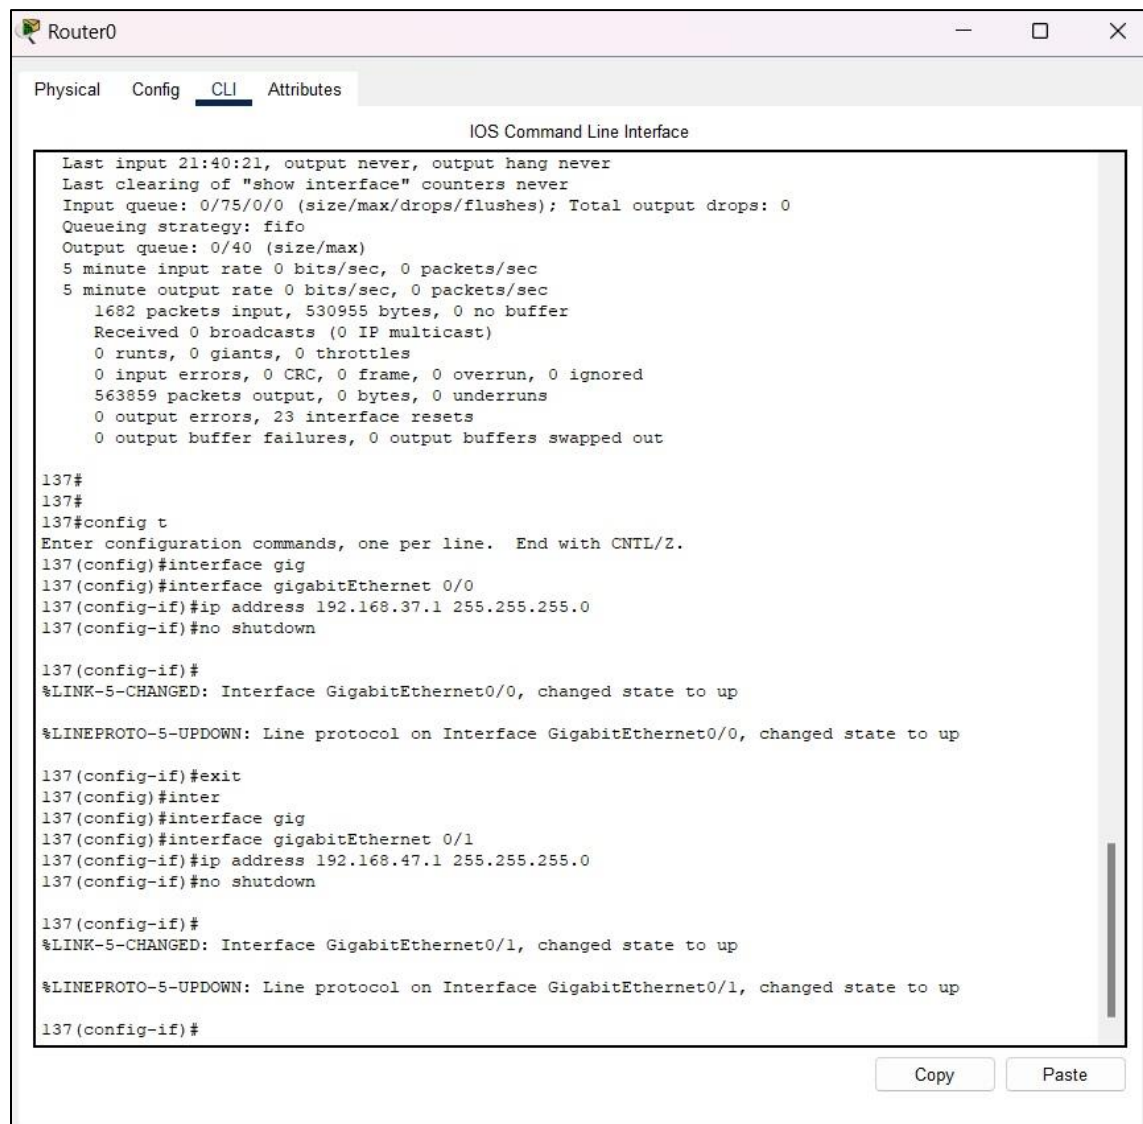 Router0
Physical Config CLI Attributes
IOS Command Line Interface
Last input 21:40:21, output never, output hang never
Last clearing of "show interface" counters never
Input queue: 0/75/0/0 (size/max/drops/flushes); Total output drops: 0
Queueing strategy: fifo
Output queue: 0/40 (size/max)
5 minute input rate 0 bits/sec, 0 packets/sec
5 minute output rate 0 bits/sec, 0 packets/sec
1682 packets input, 530955 bytes, 0 no buffer
Received 0 broadcasts (0 IP multicast)
0 runts, 0 giants, 0 throttles
0 input errors, 0 CRC, 0 frame, 0 overrun, 0 ignored
563859 packets output, 0 bytes, 0 underruns
0 output errors, 23 interface resets
0 output buffer failures, 0 output buffers swapped out
137#
137#
137#config t
Enter configuration commands, one per line.  End with CNTL/Z.
137(config)#interface gig
137(config)#interface gigabitEthernet 0/0
137(config-if)#ip address 192.168.37.1 255.255.255.0
137(config-if)#no shutdown
137(config-if)#
%LINK-5-CHANGED: Interface GigabitEthernet0/0, changed state to up
%LINEPROTO-5-UPDOWN: Line protocol on Interface GigabitEthernet0/0, changed state to up
137(config-if)#exit
137(config)#inter
137(config)#interface gig
137(config)#interface gigabitEthernet 0/1
137(config-if)#ip address 192.168.47.1 255.255.255.0
137(config-if)#no shutdown
137(config-if)#
%LINK-5-CHANGED: Interface GigabitEthernet0/1, changed state to up
%LINEPROTO-5-UPDOWN: Line protocol on Interface GigabitEthernet0/1, changed state to up
137(config-if)#
Copy Paste